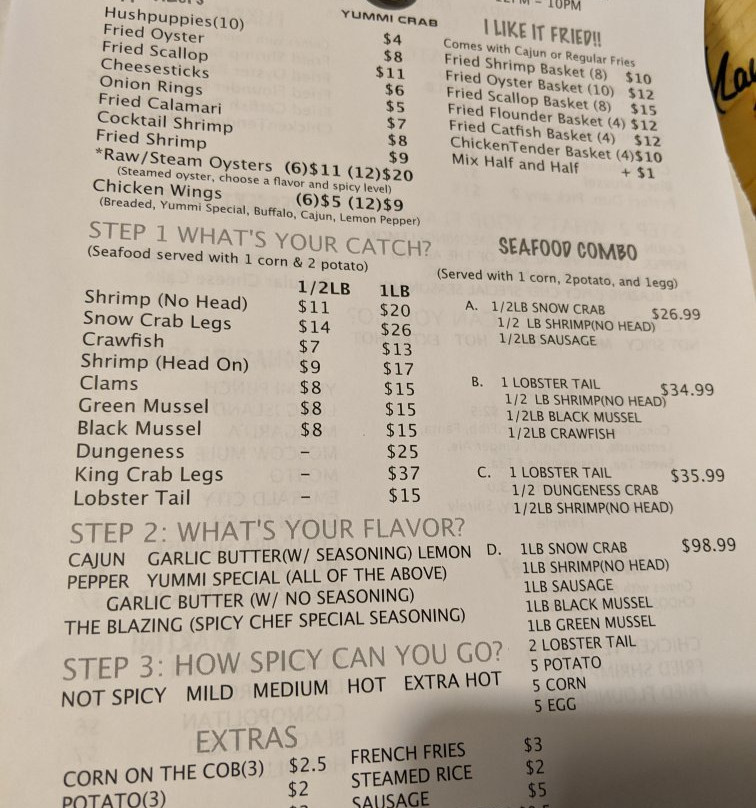 10PM
YUMMI CRAB
Hushpuppies(10) $4
Fried Oyster $8
Fried Scallop $11
Cheesesticks $6
Onion Rings $5
Fried Calamari $7
Cocktail Shrimp $8
Fried Shrimp $9
*Raw/Steam Oysters (6)$11 (12)$20
(Steamed oyster, choose a flavor and spicy level)
Chicken Wings (6)$5 (12)$9
(Breaded, Yummi Special, Buffalo, Cajun, Lemon Pepper)
I LIKE IT FRIED!!
Comes with Cajun or Regular Fries
Fried Shrimp Basket (8) $10
Fried Oyster Basket (10) $12
Fried Scallop Basket (8) $15
Fried Flounder Basket (4) $12
Fried Catfish Basket (4) $12
ChickenTender Basket (4)$10
Mix Half and Half + $1
STEP 1 WHAT'S YOUR CATCH?
(Seafood served with 1 corn & 2 potato)
1/2LB 1LB
Shrimp (No Head) $11 $20
Snow Crab Legs $14 $26
Crawfish $7 $13
Shrimp (Head On) $9 $17
Clams $8 $15
Green Mussel $8 $15
Black Mussel $8 $15
Dungeness – $25
King Crab Legs – $37
Lobster Tail – $15
SEAFOOD COMBO
(Served with 1 corn, 2potato, and 1egg)
A. 1/2LB SNOW CRAB $26.99
1/2 LB SHRIMP(NO HEAD)
1/2LB SAUSAGE
B. 1 LOBSTER TAIL $34.99
1/2 LB SHRIMP(NO HEAD)
1/2LB BLACK MUSSEL
1/2LB CRAWFISH
C. 1 LOBSTER TAIL $35.99
1/2 DUNGENESS CRAB
1/2LB SHRIMP(NO HEAD)
D. 1LB SNOW CRAB $98.99
1LB SHRIMP(NO HEAD)
1LB SAUSAGE
1LB BLACK MUSSEL
1LB GREEN MUSSEL
2 LOBSTER TAIL
5 POTATO
5 CORN
5 EGG
STEP 2: WHAT'S YOUR FLAVOR?
CAJUN GARLIC BUTTER(W/ SEASONING) LEMON
PEPPER YUMMI SPECIAL (ALL OF THE ABOVE)
GARLIC BUTTER (W/ NO SEASONING)
THE BLAZING (SPICY CHEF SPECIAL SEASONING)
STEP 3: HOW SPICY CAN YOU GO?
NOT SPICY MILD MEDIUM HOT EXTRA HOT
EXTRAS
CORN ON THE COB(3) $2.5
POTATO(3) $2
FRENCH FRIES $3
STEAMED RICE $2
SAUSAGE $5